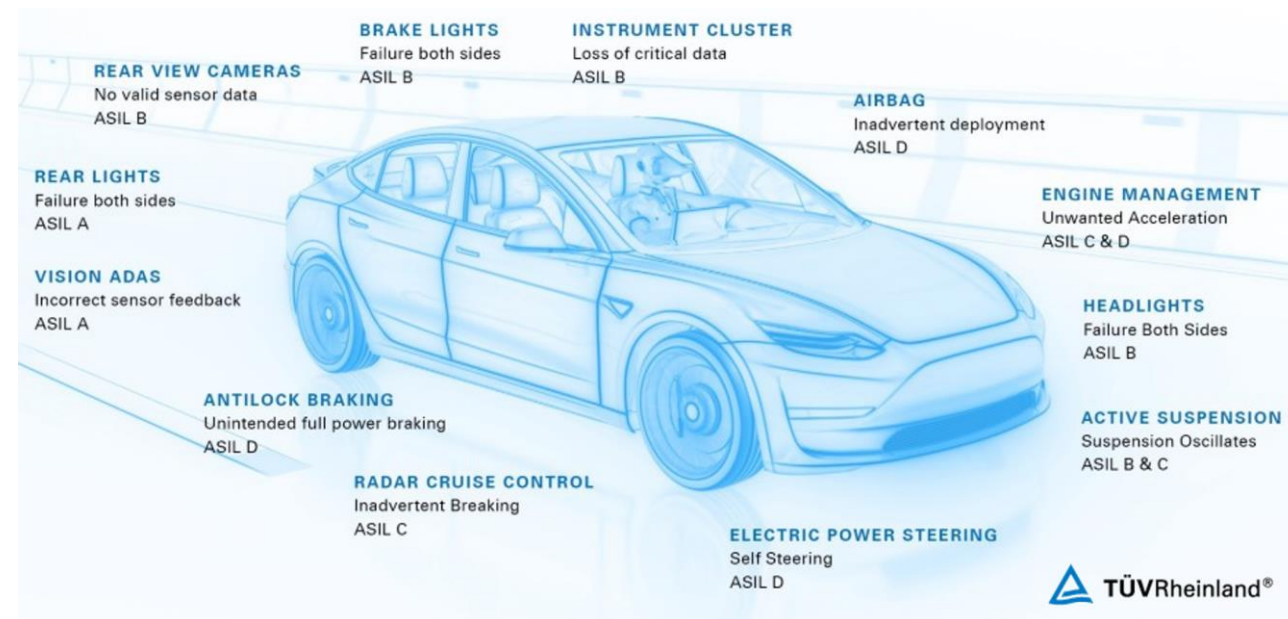 BRAKE LIGHTS
Failure both sides
ASIL B
INSTRUMENT CLUSTER
Loss of critical data
ASIL B
REAR VIEW CAMERAS
No valid sensor data
ASIL B
AIRBAG
Inadvertent deployment
ASIL D
REAR LIGHTS
Failure both sides
ASIL A
ENGINE MANAGEMENT
Unwanted Acceleration
ASIL C & D
VISION ADAS
Incorrect sensor feedback
ASIL A
HEADLIGHTS
Failure Both Sides
ASIL B
ANTILOCK BRAKING
Unintended full power braking
ASIL D
ACTIVE SUSPENSION
Suspension Oscillates
ASIL B & C
RADAR CRUISE CONTROL
Inadvertent Breaking
ASIL C
ELECTRIC POWER STEERING
Self Steering
ASIL D
TÜVRheinland®